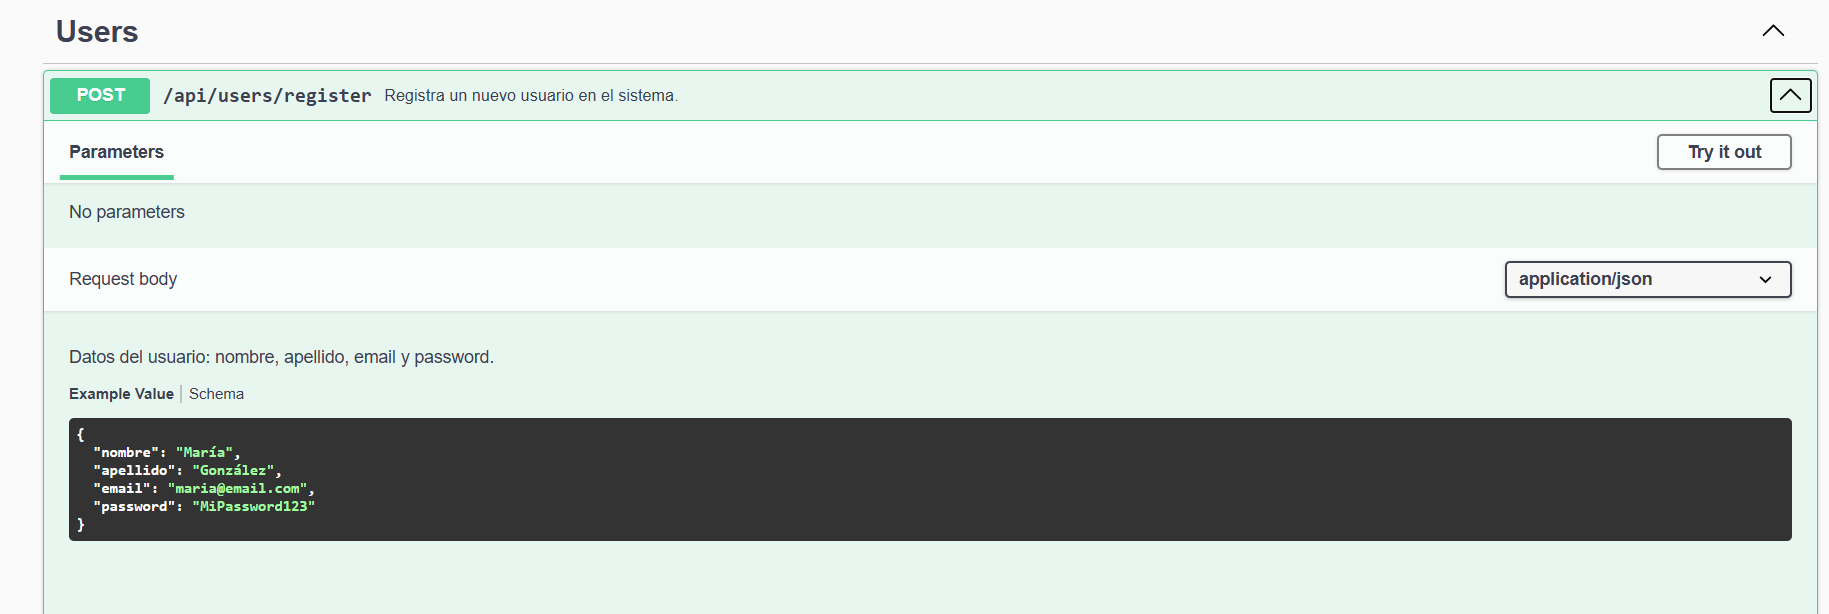 Users
POST /api/users/register Registra un nuevo usuario en el sistema.
Parameters Try it out
No parameters
Request body application/json
Datos del usuario: nombre, apellido, email y password.
Example Value | Schema
{
  "nombre": "María",
  "apellido": "González",
  "email": "maria@email.com",
  "password": "MiPassword123"
}